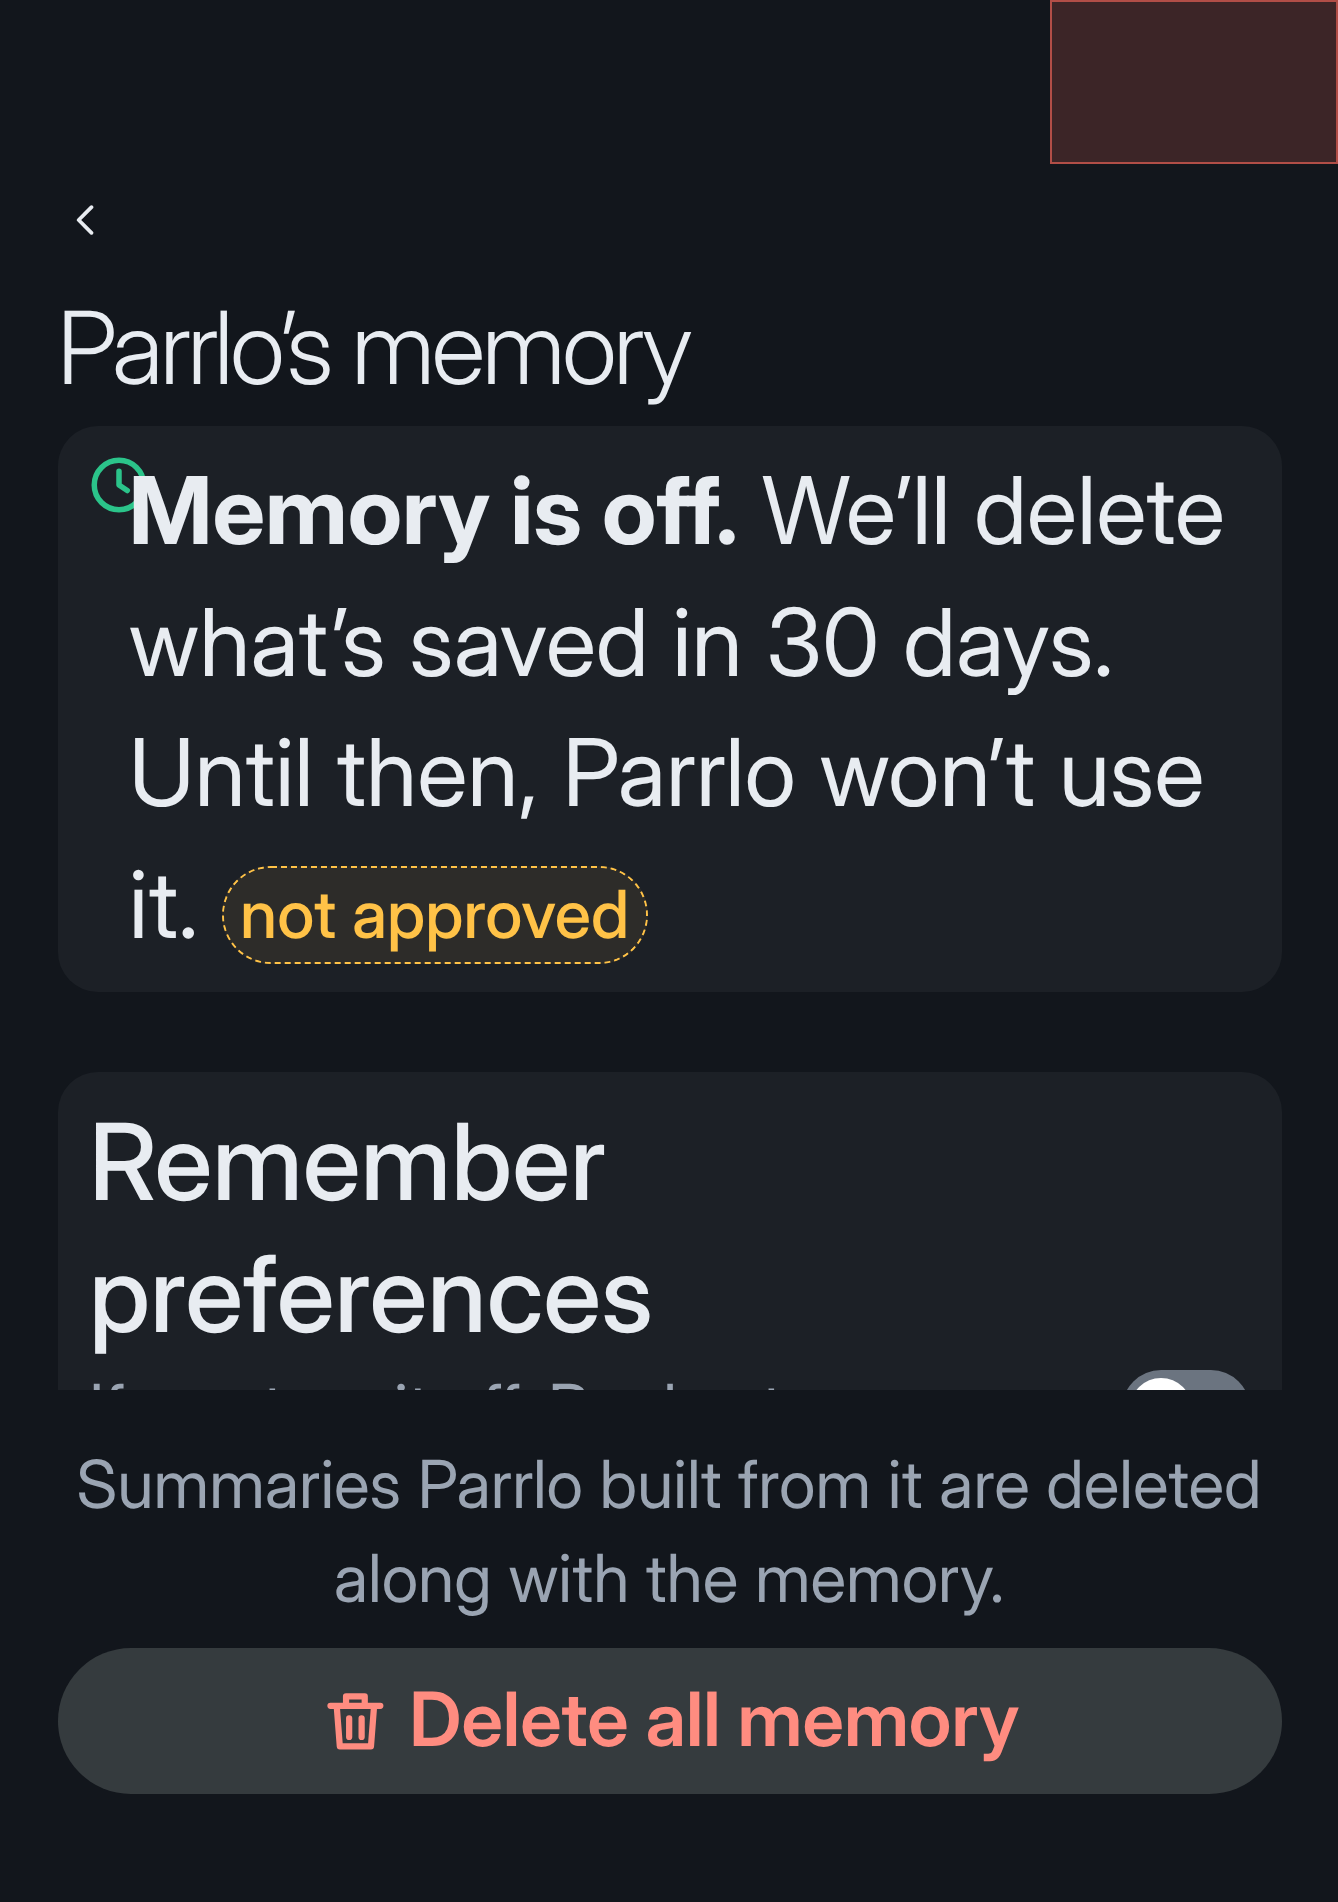 Parrlo’s memory
Memory is off. We’ll delete
what’s saved in 30 days.
Until then, Parrlo won’t use
it. not approved
Remember
preferences
Summaries Parrlo built from it are deleted
along with the memory.
Delete all memory